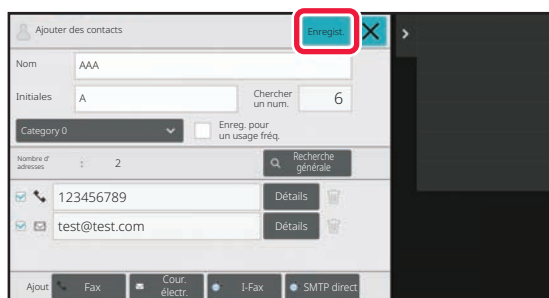 Ajouter des contacts
Enregist.
Nom
AAA
Initiales
A
Chercher
un num.
6
Category 0
Enreg. pour
un usage fréq.
Nombre d'
adresses
:
2
Recherche
générale
123456789
Détails
test@test.com
Détails
Ajout
Fax
Cour.
électr.
I-Fax
SMTP direct